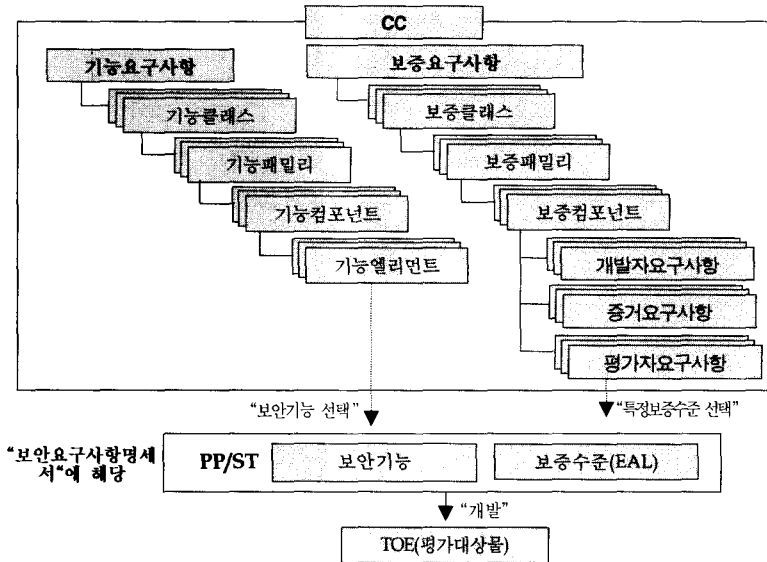 CC
기능요구사항
보증요구사항
기능클래스
보증클래스
기능패밀리
보증패밀리
기능컴포넌트
보증컴포넌트
기능엘리먼트
개발자요구사항
증거요구사항
평가자요구사항
“보안기능 선택”
“특정보증수준 선택”
“보안요구사항명세
서“에 해당
PP/ST
보안기능
보증수준(EAL)
“개발”
TOE(평가대상물)